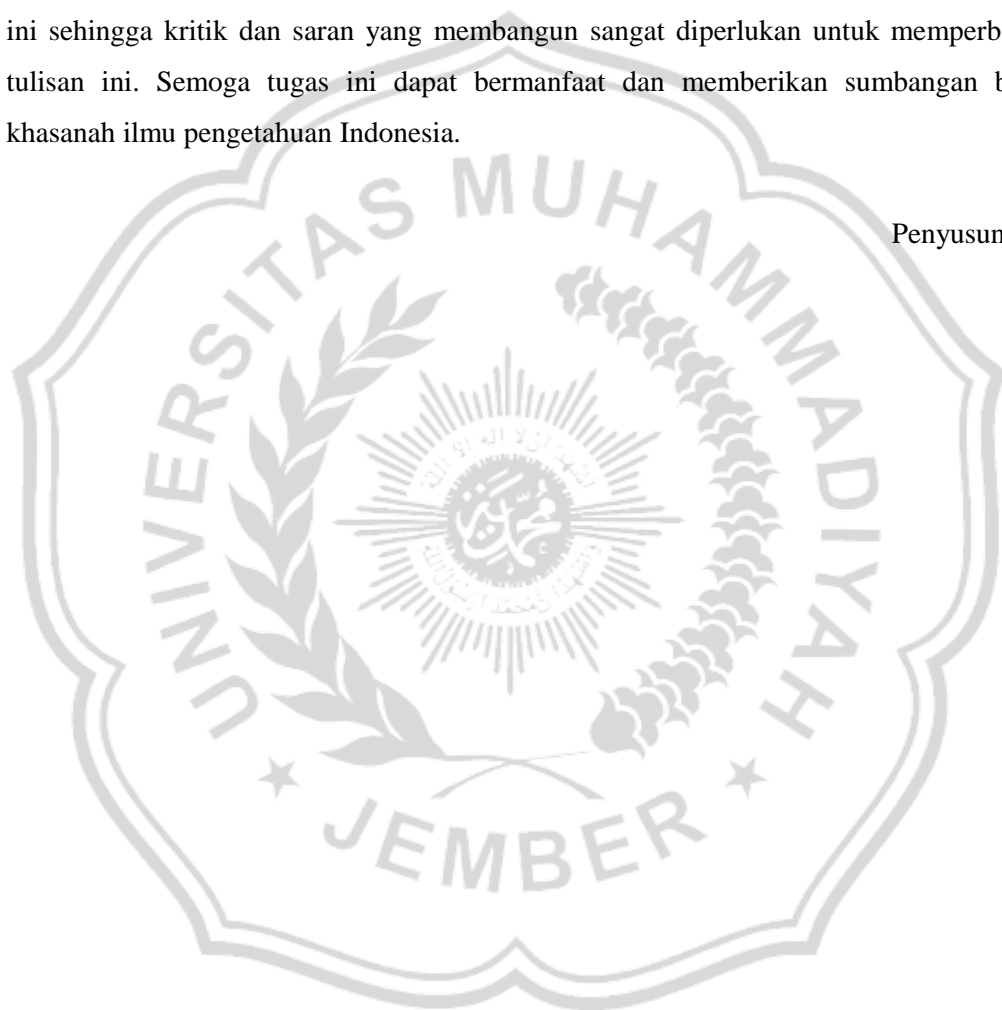 ini sehingga kritik dan saran yang membangun sangat diperlukan untuk memperb
tulisan ini. Semoga tugas ini dapat bermanfaat dan memberikan sumbangan b
khasanah ilmu pengetahuan Indonesia.
Penyusun
UNIVERSITAS MUHAMMADIYAH
JEMBER